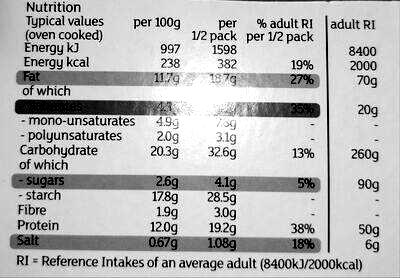 Nutrition
Typical values per 100g per % adult RI adult RI
(oven cooked) 1/2 pack per 1/2 pack
Energy kJ 997 1598 8400
Energy kcal 238 382 19% 2000
Fat 11.7g 18.7g 27% 70g
of which
35% 20g
- mono-unsaturates 4.9g - -
- polyunsaturates 2.0g 3.1g - -
Carbohydrate 20.3g 32.6g 13% 260g
of which
- sugars 2.6g 4.1g 5% 90g
- starch 17.8g 28.5g - -
Fibre 1.9g 3.0g - -
Protein 12.0g 19.2g 38% 50g
Salt 0.67g 1.08g 18% 6g
RI = Reference Intakes of an average adult (8400kJ/2000kcal)